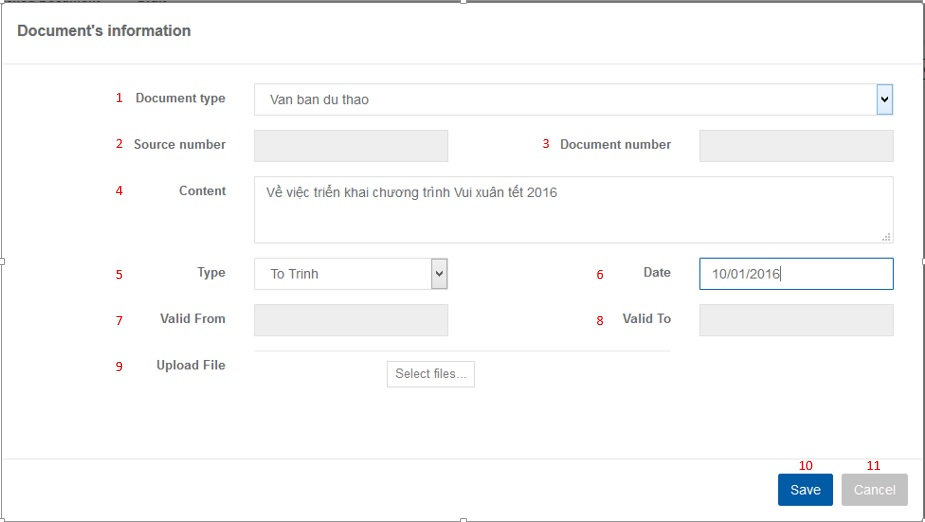 Document's information
1 Document type Van ban du thao
2 Source number 3 Document number
4 Content Về việc triển khai chương trình Vui xuân tết 2016
5 Type To Trinh 6 Date 10/01/2016
7 Valid From 8 Valid To
9 Upload File Select files...
10 11
Save Cancel